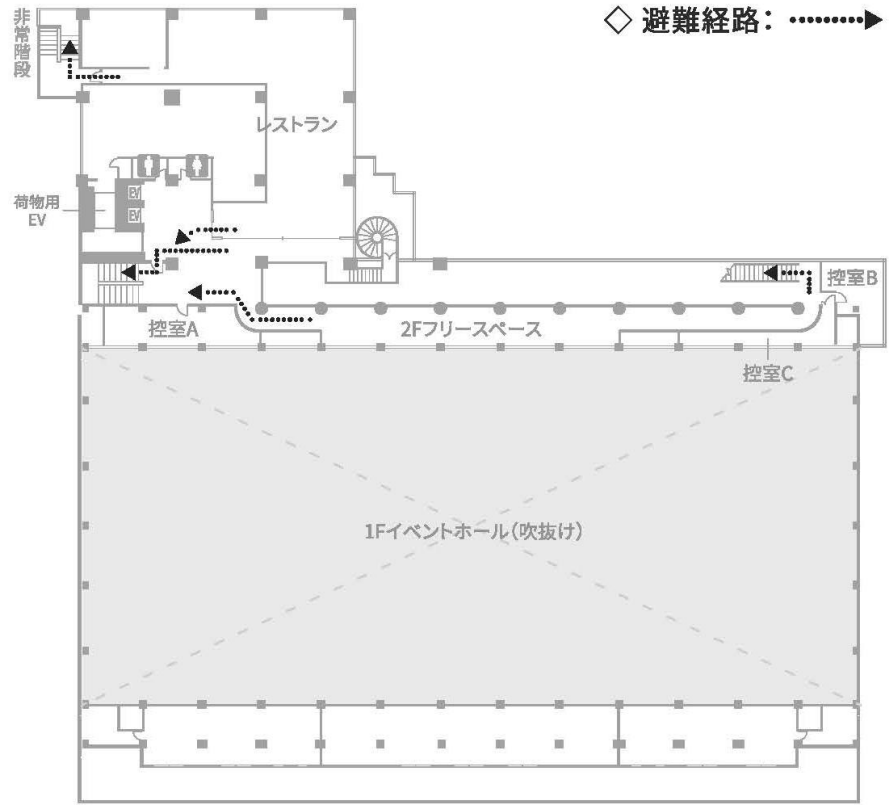 ◇ 避難経路：
非常階段
レストラン
荷物用
EV
EV
EV
控室B
控室A
2Fフリースペース
控室C
1Fイベントホール（吹抜け）